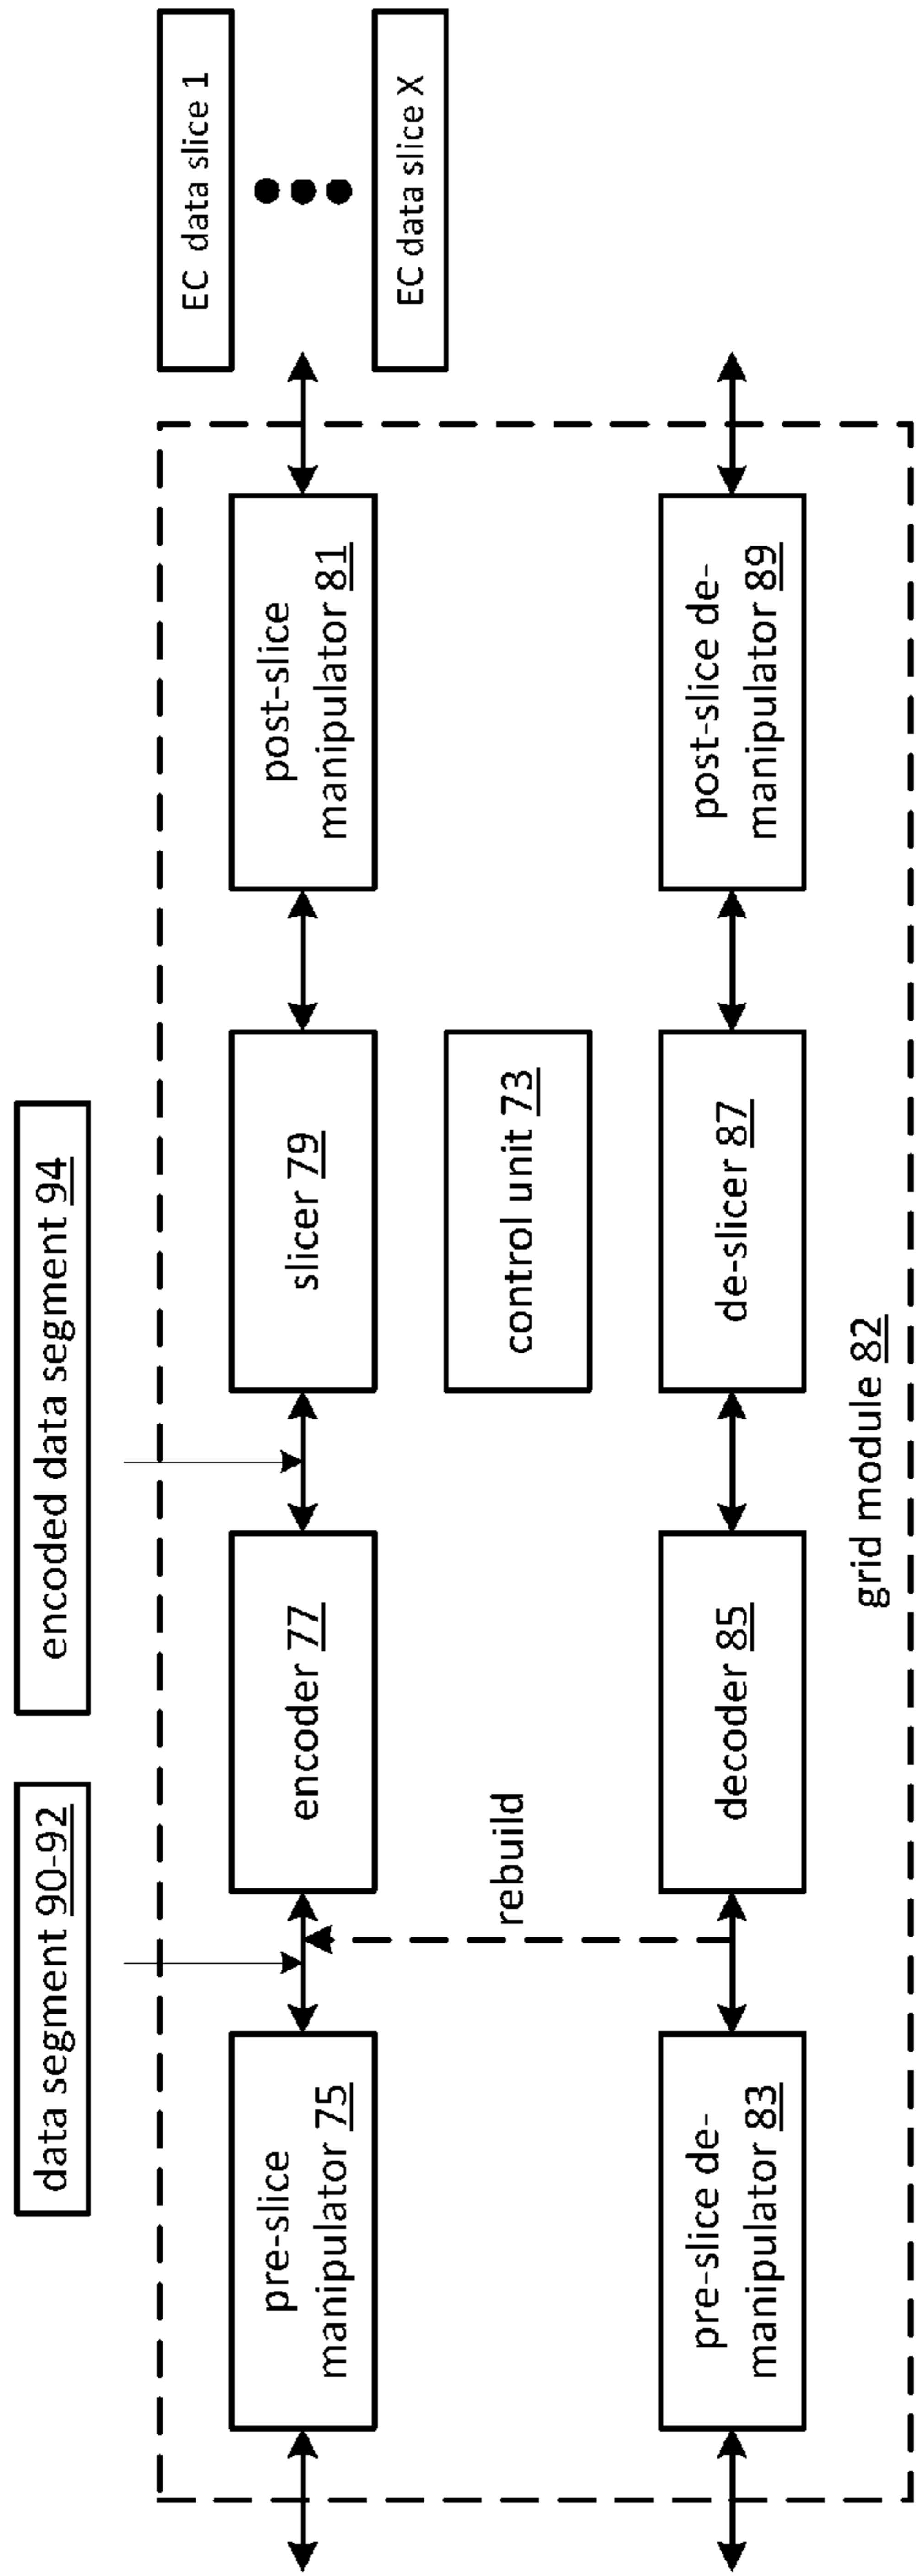 data segment 90-92
encoded data segment 94
pre-slice
manipulator 75
encoder 77
slicer 79
post-slice
manipulator 81
EC data slice 1
EC data slice X
rebuild
control unit 73
pre-slice de-
manipulator 83
decoder 85
de-slicer 87
post-slice de-
manipulator 89
grid module 82